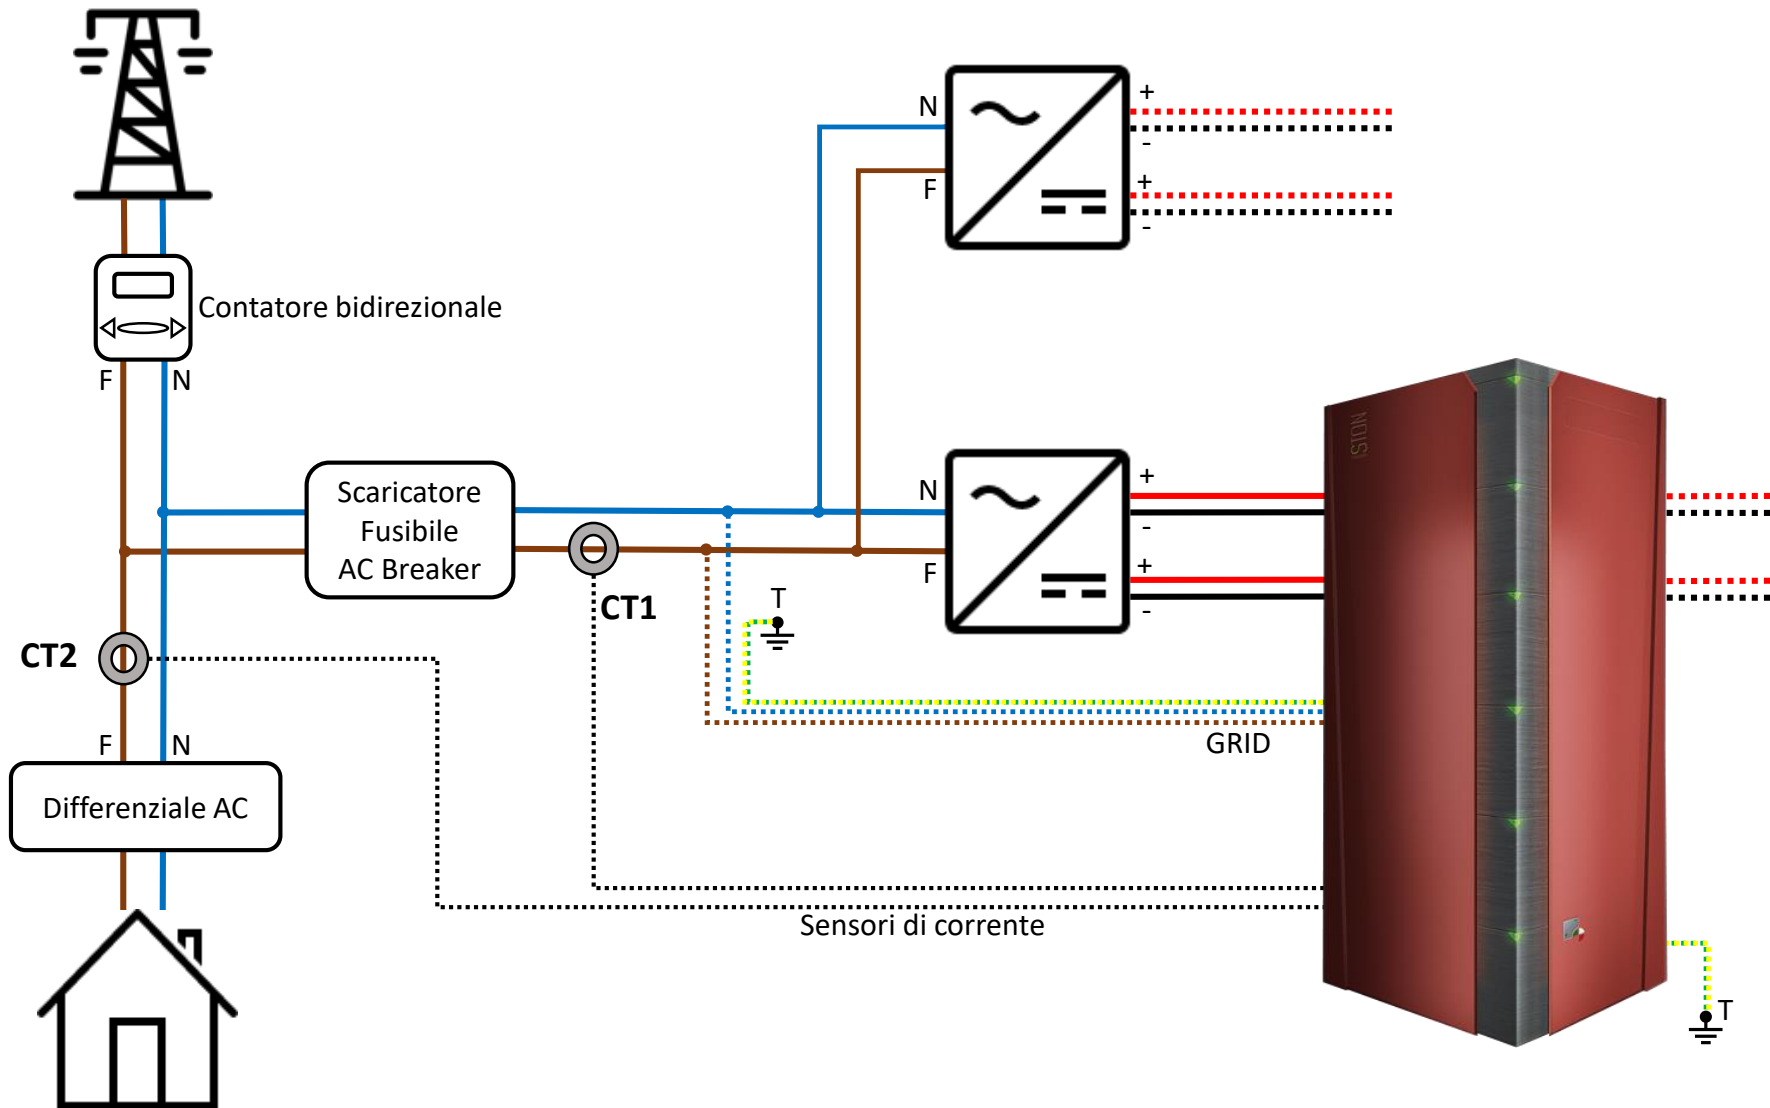 N
+
-
F
+
-
Contatore bidirezionale
F
N
Scaricatore
Fusibile
AC Breaker
N
+
-
F
+
-
CT1
T
CT2
GRID
F
N
Differenziale AC
Sensori di corrente
T